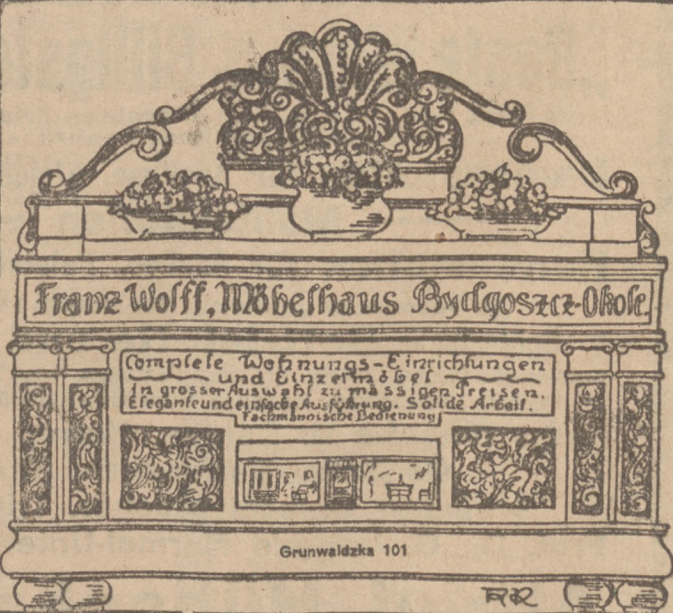 Franz Wolff, Möbelhaus Bydgoszcz-Okole.
Complete Wohnungs-Einrichtungen
und Einzelmöbel
in grosser Auswahl zu mässigen Preisen.
Elegante und einfache Ausführung. Solide Arbeit.
Fachmännische Bedienung
Grunwaldzka 101